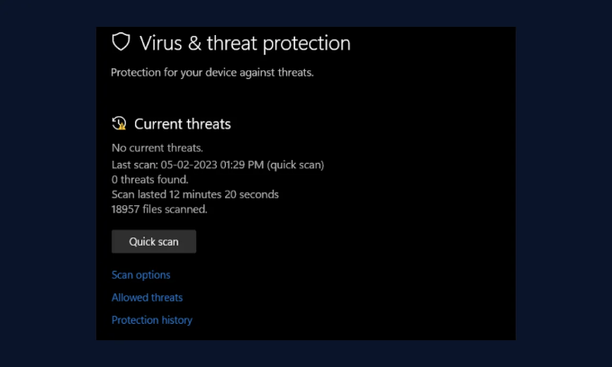 Virus & threat protection
Protection for your device against threats.
Current threats
No current threats.
Last scan: 05-02-2023 01:29 PM (quick scan)
0 threats found.
Scan lasted 12 minutes 20 seconds
18957 files scanned.
Quick scan
Scan options
Allowed threats
Protection history